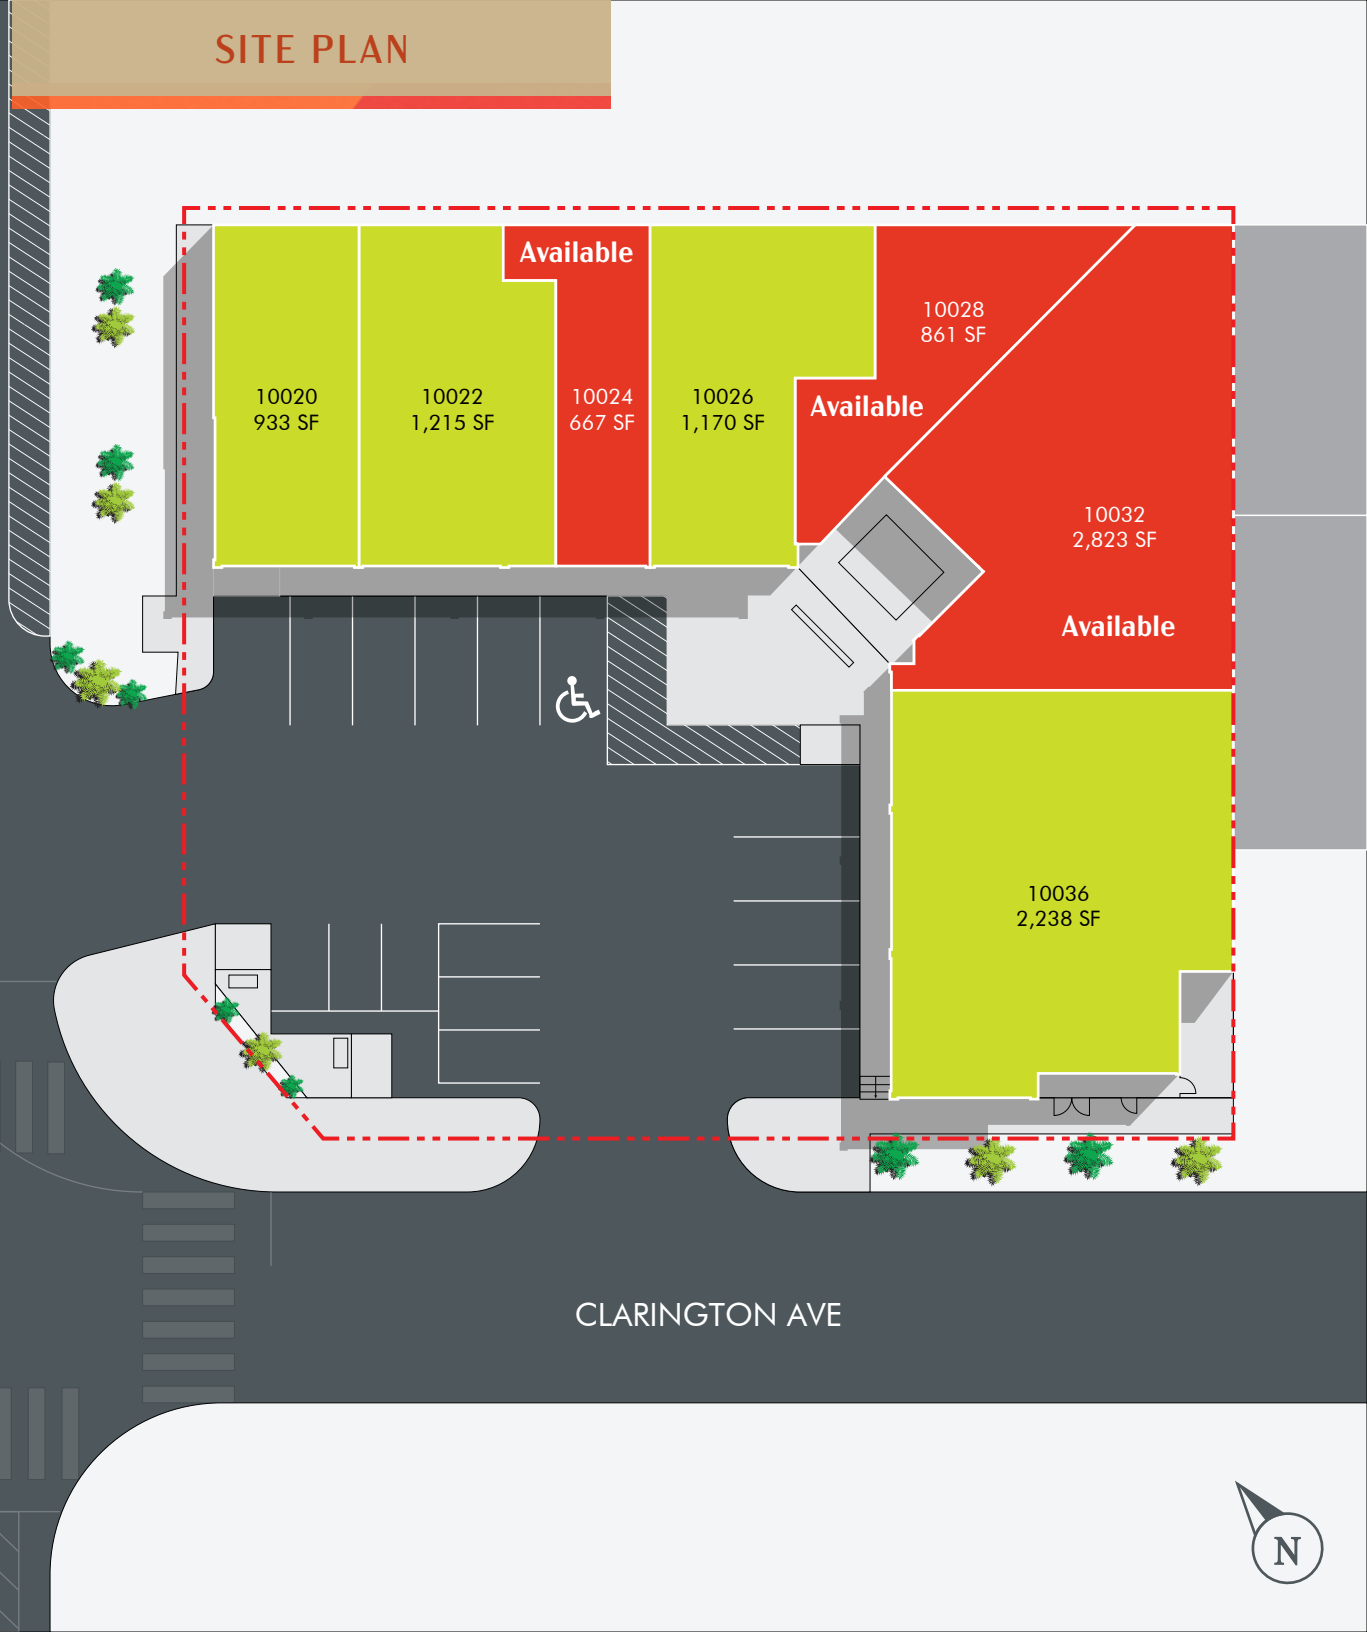 SITE PLAN
Available
10028
861 SF
10020
933 SF
10022
1,215 SF
10024
667 SF
10026
1,170 SF
Available
10032
2,823 SF
Available
10036
2,238 SF
CLARINGTON AVE
N